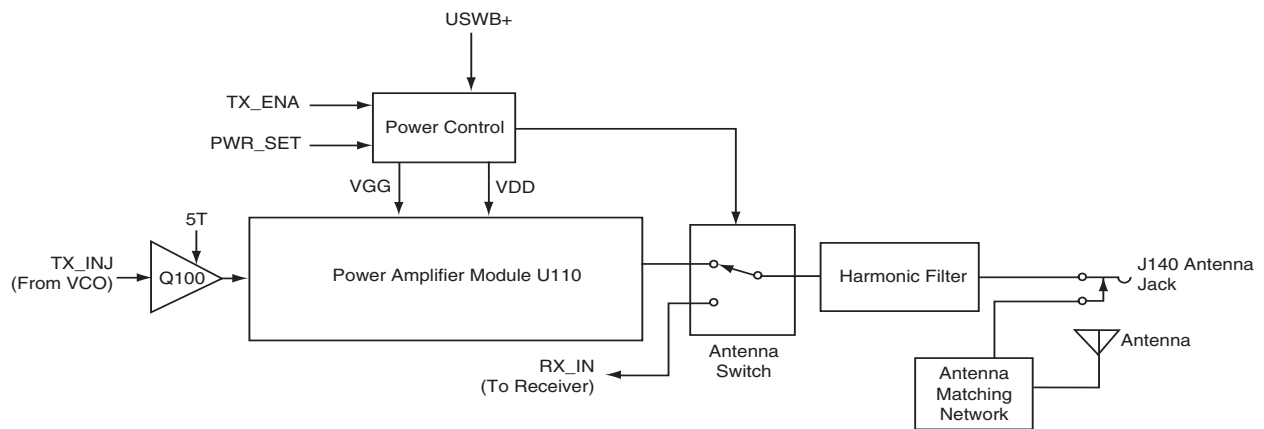 USWB+
TX_ENA
Power Control
PWR_SET
VGG
VDD
5T
TX_INJ
(From VCO)
Q100
Power Amplifier Module U110
Harmonic Filter
J140 Antenna
Jack
Antenna
RX_IN
(To Receiver)
Antenna
Switch
Antenna
Matching
Network